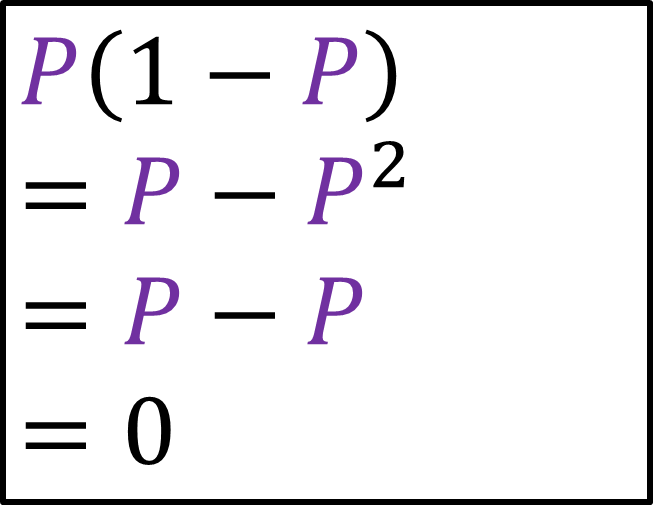 P(1 − P)
= P − P²
= P − P
= 0